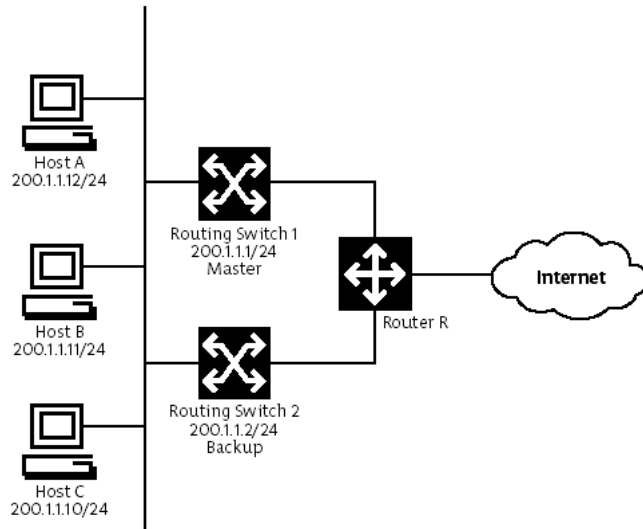 Host A
200.1.1.12/24
Routing Switch 1
200.1.1.1/24
Master
Host B
200.1.1.11/24
Router R
Internet
Routing Switch 2
200.1.1.2/24
Backup
Host C
200.1.1.10/24